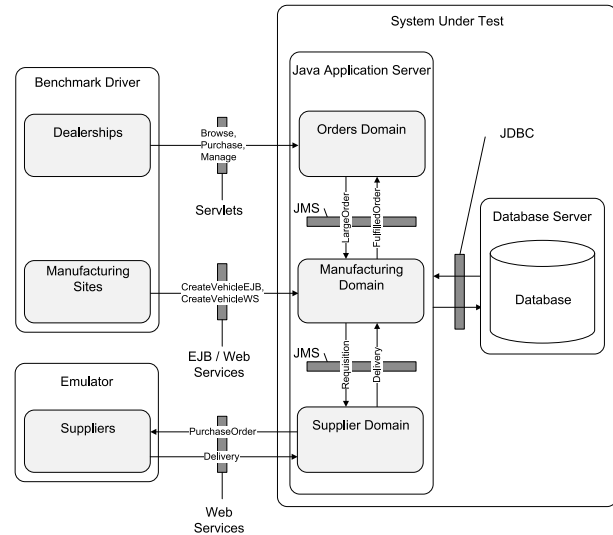 System Under Test
Benchmark Driver
Java Application Server
Dealerships
Browse,
Purchase,
Manage
Orders Domain
JDBC
Servlets
JMS
LargeOrder
FulfilledOrder
Database Server
Manufacturing
Sites
CreateVehicleEJB,
CreateVehicleWS
Manufacturing
Domain
Database
EJB / Web
Services
JMS
Requisition
Delivery
Emulator
Suppliers
PurchaseOrder
Delivery
Supplier Domain
Web
Services